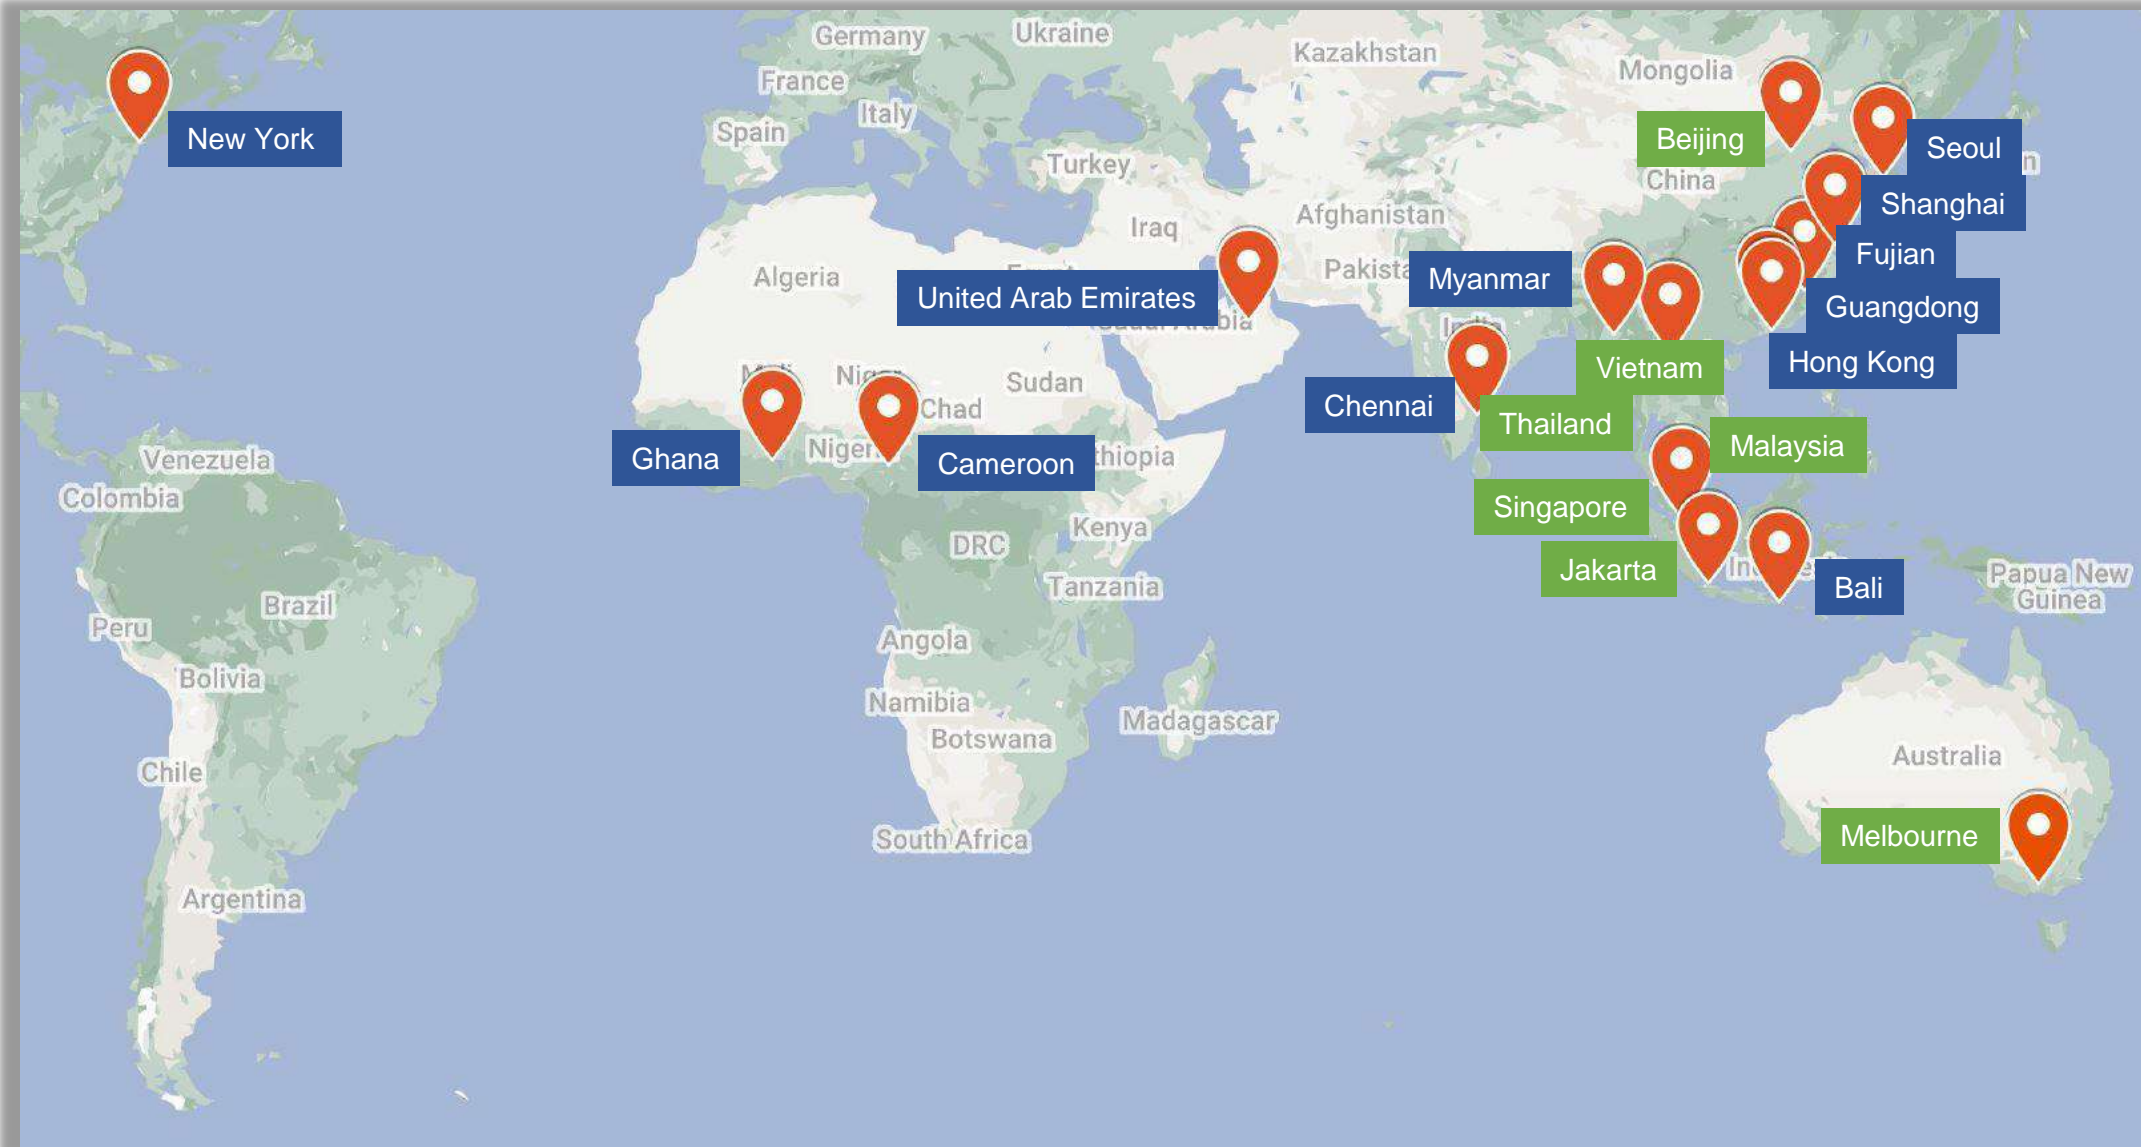 Germany
Ukraine
Kazakhstan
Mongolia
France
Italy
Spain
New York
Beijing
Seoul
Turkey
China
Shanghai
Iraq
Afghanistan
Fujian
Algeria
Myanmar
United Arab Emirates
Guangdong
Vietnam
Hong Kong
Sudan
Chad
Chennai
Thailand
Malaysia
Venezuela
Ghana
Cameroon
Colombia
Singapore
Kenya
DRC
Jakarta
Bali
Papua New
Guinea
Tanzania
Brazil
Peru
Angola
Bolivia
Namibia
Madagascar
Botswana
Australia
Chile
South Africa
Melbourne
Argentina